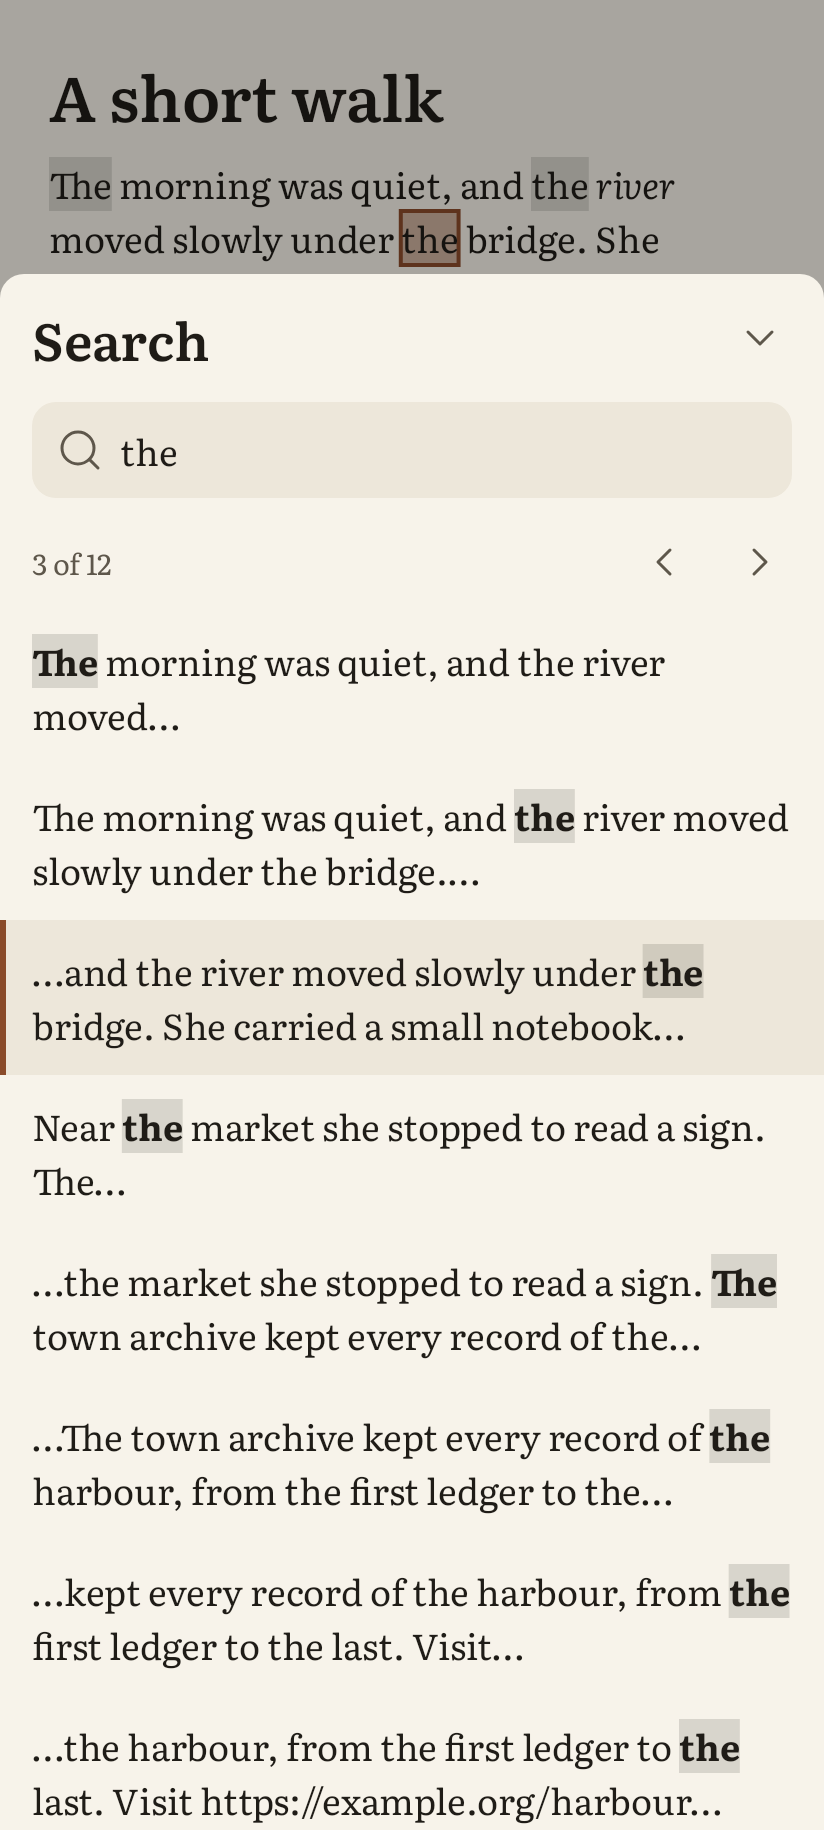 A short walk
The morning was quiet, and the river
moved slowly under the bridge. She
Search
the
3 of 12
The morning was quiet, and the river
moved…
The morning was quiet, and the river moved
slowly under the bridge.…
…and the river moved slowly under the
bridge. She carried a small notebook…
Near the market she stopped to read a sign.
The…
…the market she stopped to read a sign. The
town archive kept every record of the…
…The town archive kept every record of the
harbour, from the first ledger to the…
…kept every record of the harbour, from the
first ledger to the last. Visit…
…the harbour, from the first ledger to the
last. Visit https://example.org/harbour…